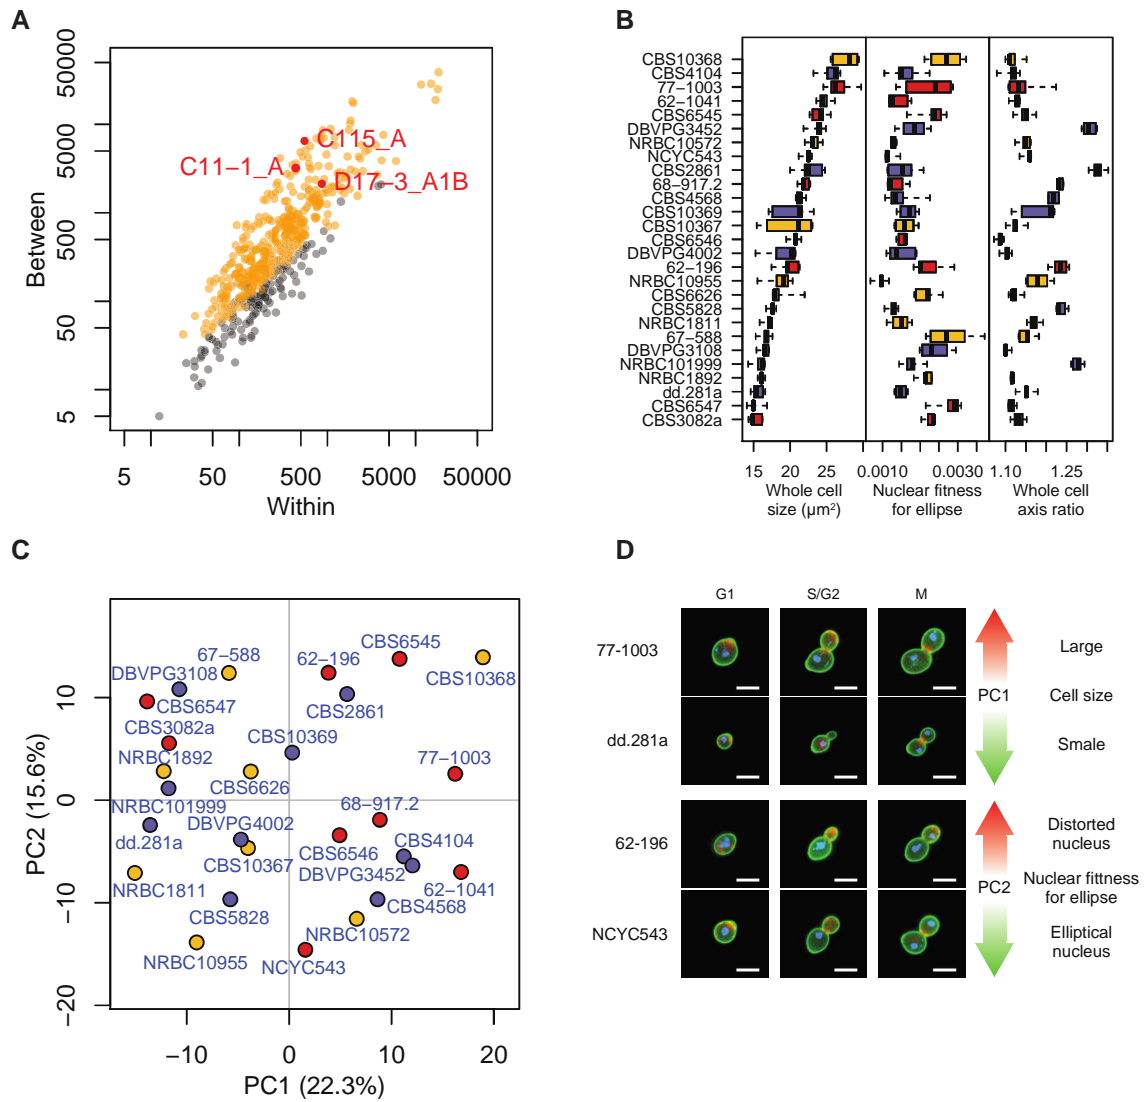 A
50000
5000
500
50
5
Between
C115_A
C11−1_A
D17−3_A1B
5 50 500 5000 50000
Within
B
CBS10368
CBS4104
77−1003
62−1041
CBS6545
DBVPG3452
NRBC10572
NCYC543
CBS2861
68−917.2
CBS4568
CBS10369
CBS10367
CBS6546
DBVPG4002
62−196
NRBC10955
CBS6626
CBS5828
NRBC1811
67−588
DBVPG3108
NRBC101999
NRBC1892
dd.281a
CBS6547
CBS3082a
15 20 25 0.0010 0.0030 1.10 1.25
Whole cell
size (µm²)
Nuclear fitness
for ellipse
Whole cell
axis ratio
C
10
0
−10
−20
PC2 (15.6%)
CBS6545
67−588
62−196
DBVPG3108
CBS10368
CBS6547
CBS2861
CBS3082a
CBS10369
NRBC1892
77−1003
CBS6626
NRBC101999
68−917.2
DBVPG4002
dd.281a
CBS4104
CBS6546
CBS10367
DBVPG3452
NRBC1811
62−1041
CBS4568
CBS5828
NRBC10572
NRBC10955
NCYC543
−10 0 10 20
PC1 (22.3%)
D
G1 S/G2 M
77-1003
Large
PC1
Cell size
dd.281a
Smale
62-196
Distorted
nucleus
PC2
Nuclear fittness
for ellipse
NCYC543
Elliptical
nucleus